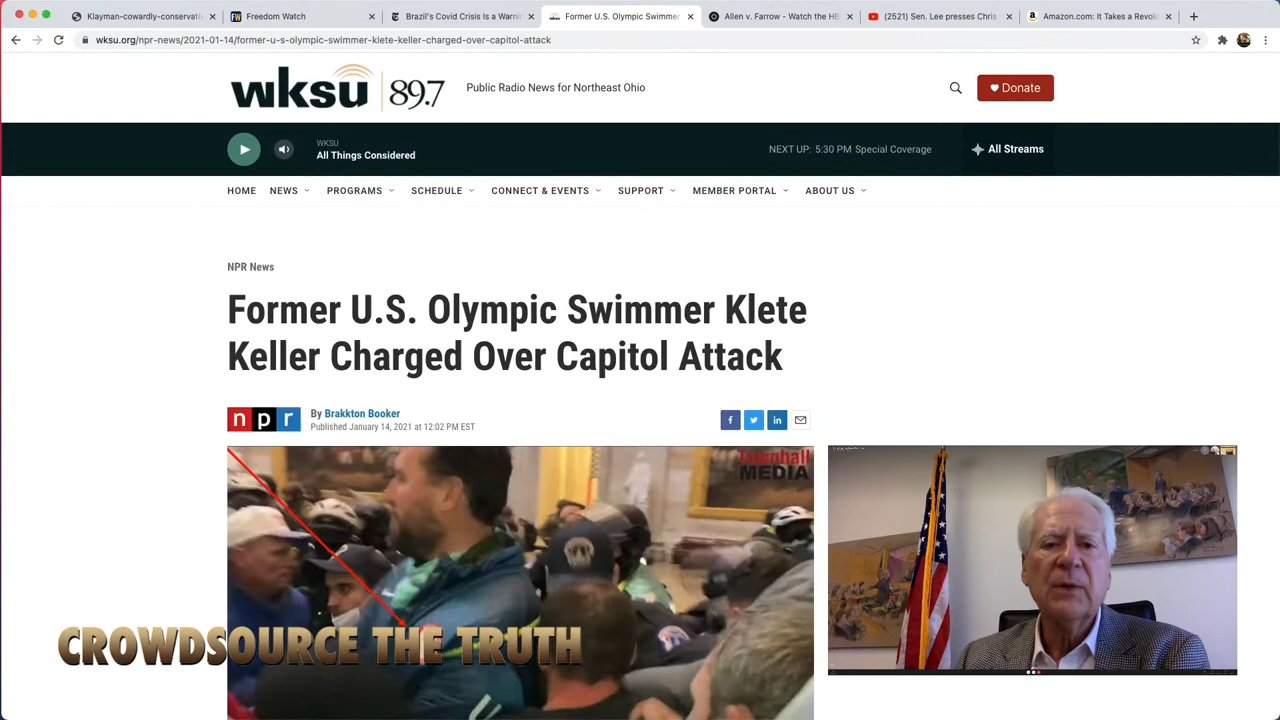 Klayman-cowardly-conservativ
Freedom Watch
Brazil's Covid Crisis Is a Warnin
Former U.S. Olympic Swimmer
Allen v. Farrow - Watch the HB
(2521) Sen. Lee presses Chris
Amazon.com: It Takes a Revolu
wksu.org/npr-news/2021-01-14/former-u-s-olympic-swimmer-klete-keller-charged-over-capitol-attack
wksu 89.7
Public Radio News for Northeast Ohio
Donate
WKSU
All Things Considered
NEXT UP: 5:30 PM Special Coverage
All Streams
HOME NEWS PROGRAMS SCHEDULE CONNECT & EVENTS SUPPORT MEMBER PORTAL ABOUT US
NPR News
Former U.S. Olympic Swimmer Klete
Keller Charged Over Capitol Attack
npr
By Brakkton Booker
Published January 14, 2021 at 12:02 PM EST
Townhall
MEDIA
CROWDSOURCE THE TRUTH